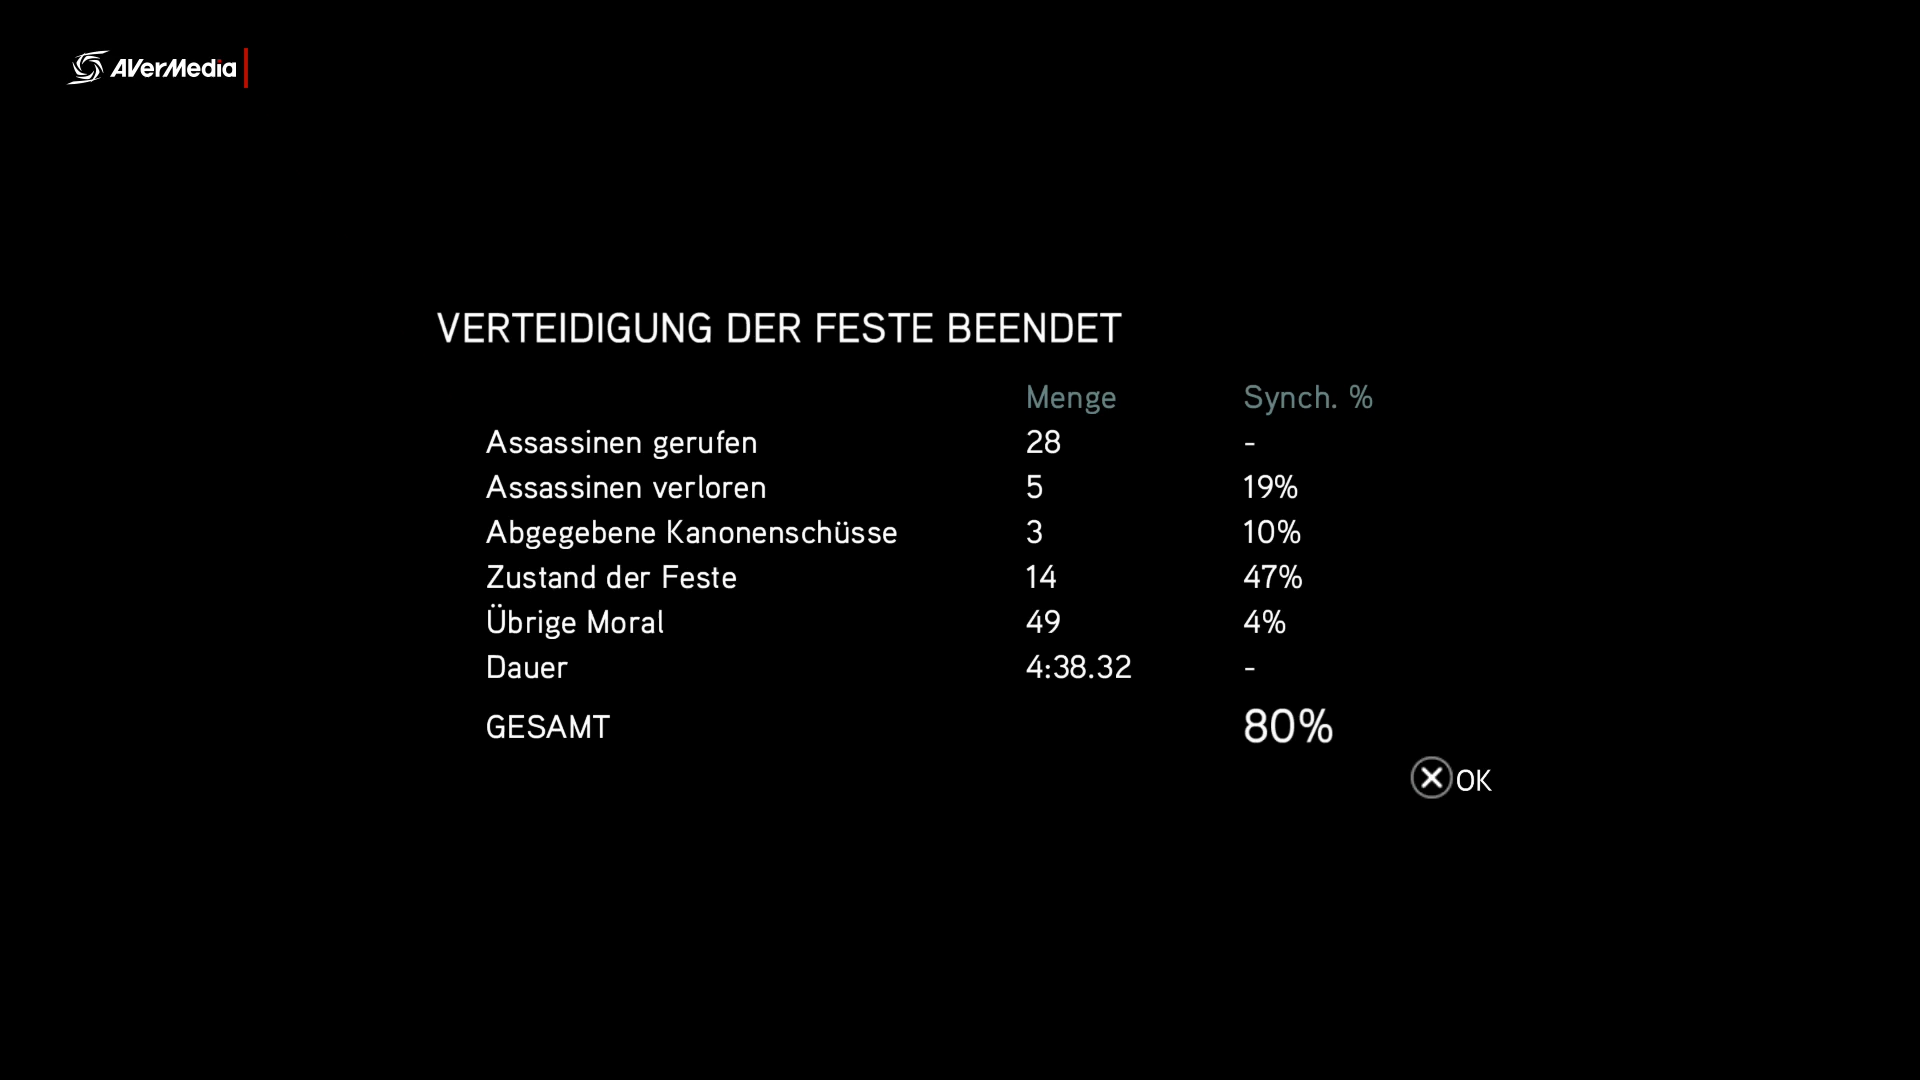 AVerMedia
VERTEIDIGUNG DER FESTE BEENDET
Menge Synch. %
Assassinen gerufen 28 -
Assassinen verloren 5 19%
Abgegebene Kanonenschüsse 3 10%
Zustand der Feste 14 47%
Übrige Moral 49 4%
Dauer 4:38.32 -
GESAMT 80%
OK